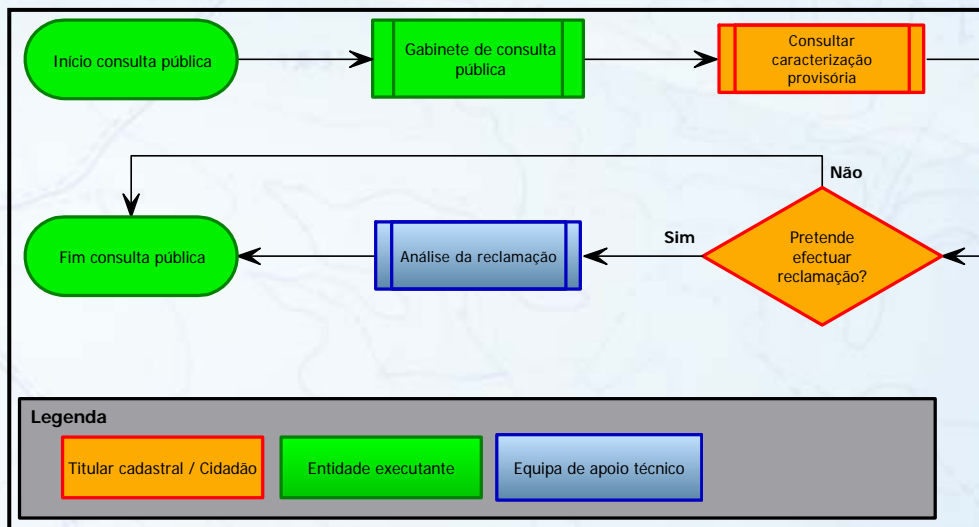 Início consulta pública
Gabinete de consulta
pública
Consultar
caracterização
provisória
Não
Pretende
efectuar
reclamação?
Sim
Análise da reclamação
Fim consulta pública
Legenda
Titular cadastral / Cidadão
Entidade executante
Equipa de apoio técnico